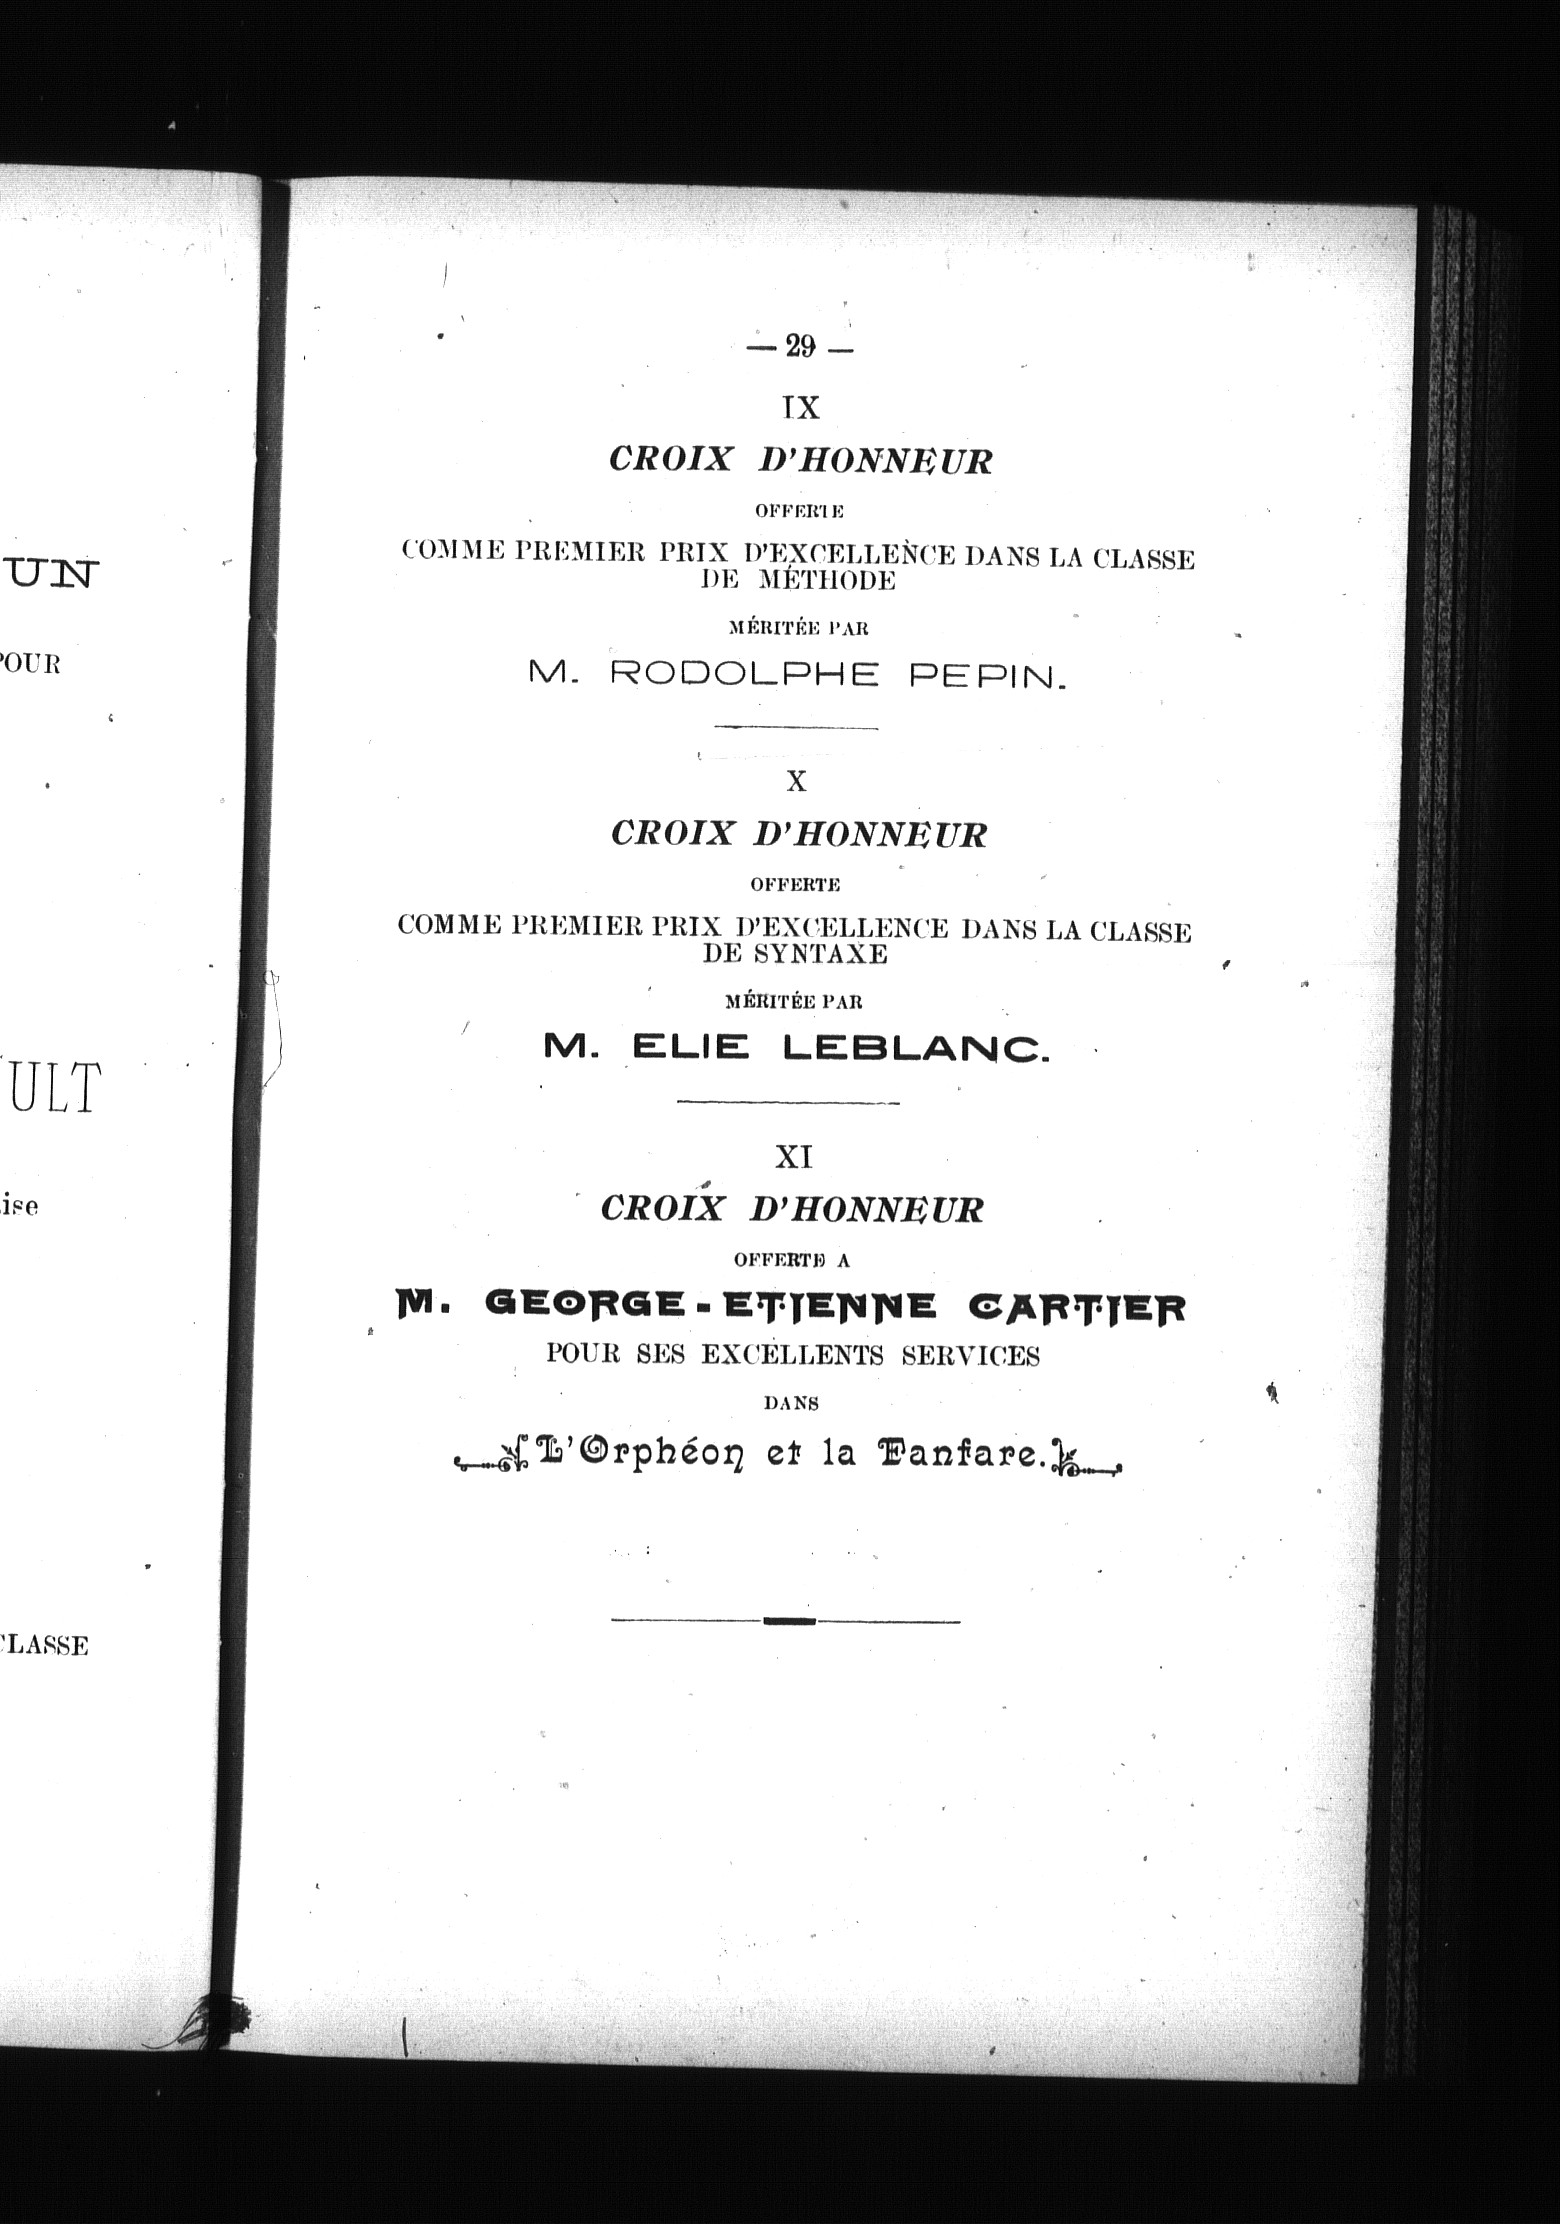 UN
POUR
ULT
CLASSE
— 29 —
IX
CROIX D'HONNEUR
OFFERTE
COMME PREMIER PRIX D'EXCELLENCE DANS LA CLASSE
DE MÉTHODE
MÉRITÉE PAR
M. RODOLPHE PEPIN.
X
CROIX D'HONNEUR
OFFERTE
COMME PREMIER PRIX D'EXCELLENCE DANS LA CLASSE
DE SYNTAXE
MÉRITÉE PAR
M. ELIE LEBLANC.
XI
CROIX D'HONNEUR
OFFERTE A
M. GEORGE-ETIENNE CARTIER
POUR SES EXCELLENTS SERVICES
DANS
L'Orphéon et la Fanfare.